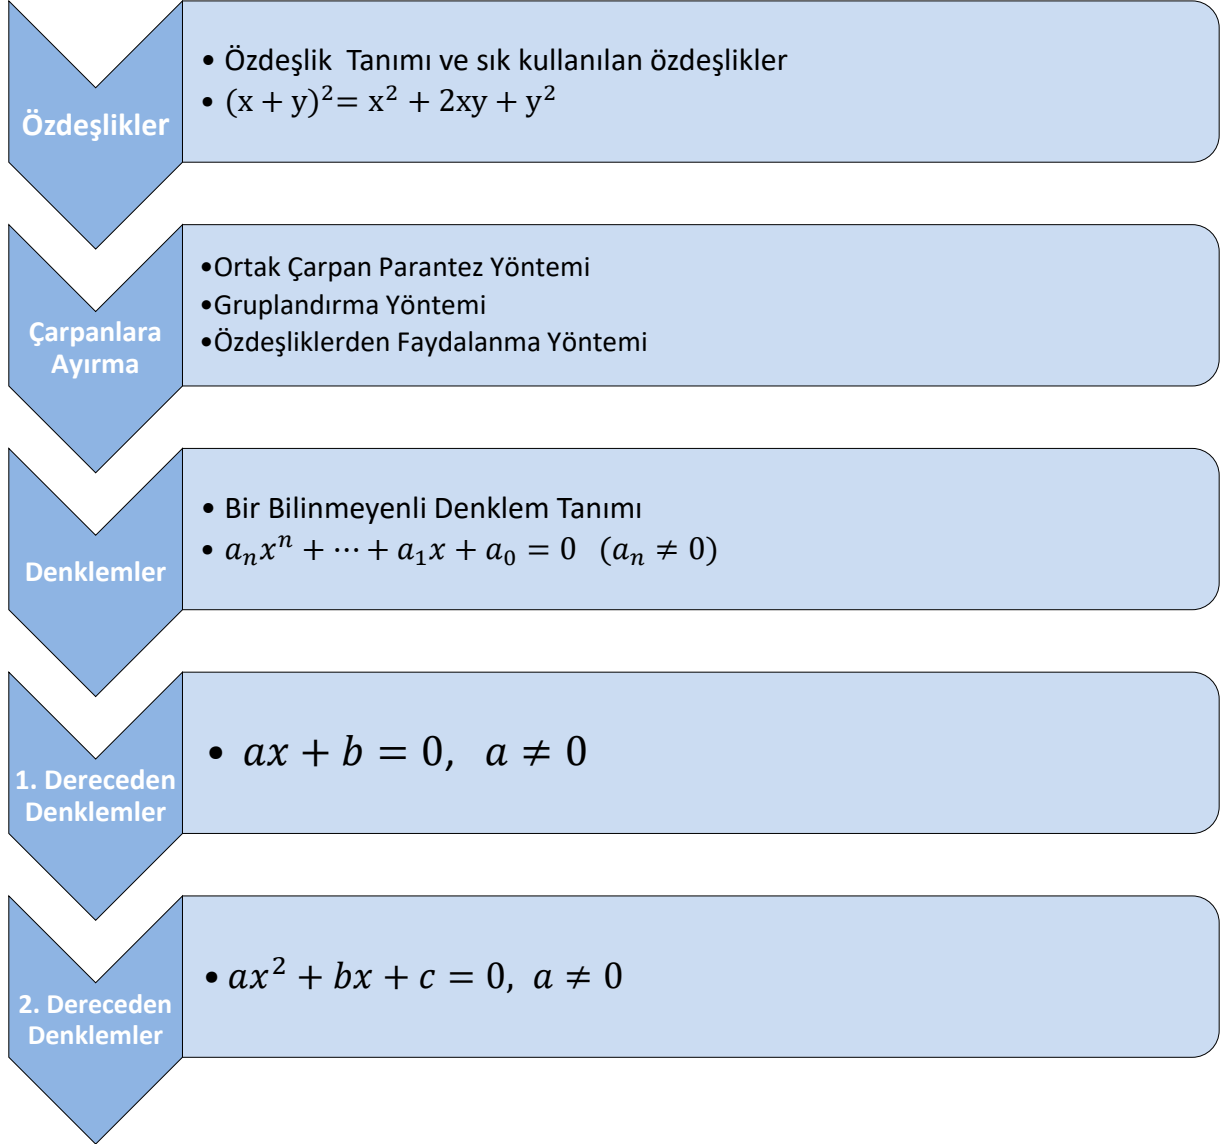 Özdeşlikler
• Özdeşlik Tanımı ve sık kullanılan özdeşlikler
• (x + y)²= x² + 2xy + y²
Çarpanlara
Ayırma
•Ortak Çarpan Parantez Yöntemi
•Gruplandırma Yöntemi
•Özdeşliklerden Faydalanma Yöntemi
Denklemler
• Bir Bilinmeyenli Denklem Tanımı
• aₙxⁿ + ⋯ + a₁x + a₀ = 0 (aₙ ≠ 0)
1. Dereceden
Denklemler
• ax + b = 0, a ≠ 0
2. Dereceden
Denklemler
• ax² + bx + c = 0, a ≠ 0